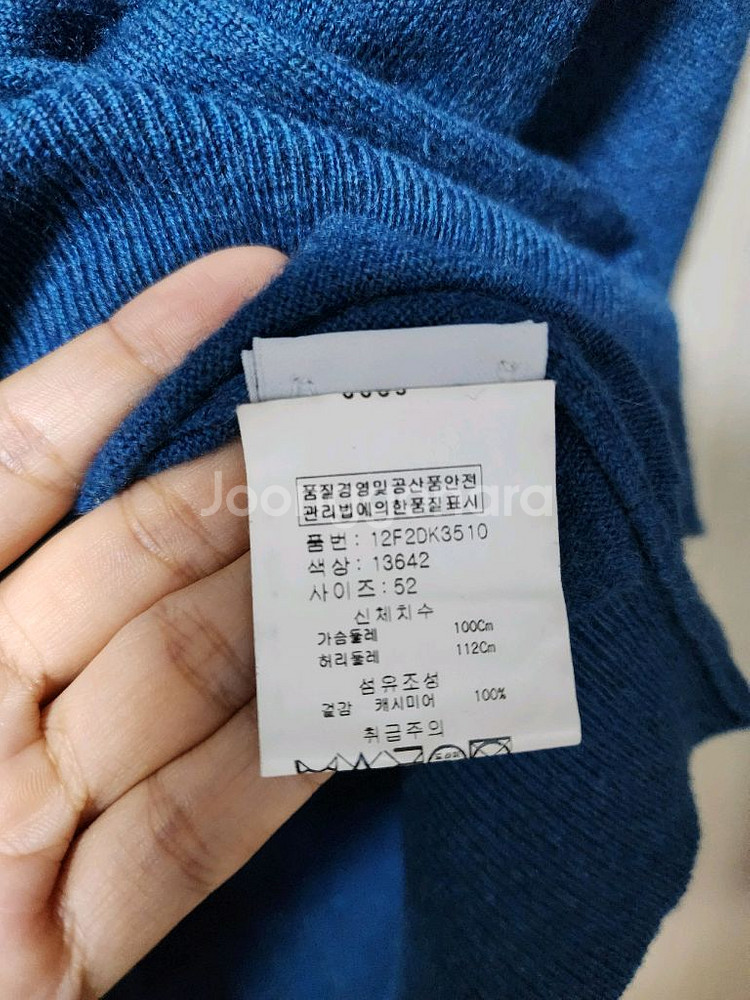 품질경영및공산품안전
관리법에의한품질표시
품번 : 12F2DK3510
색상 : 13642
사이즈 : 52
신체치수
가슴둘레 100Cm
허리둘레 112Cm
섬유조성
겉감 캐시미어 100%
취급주의